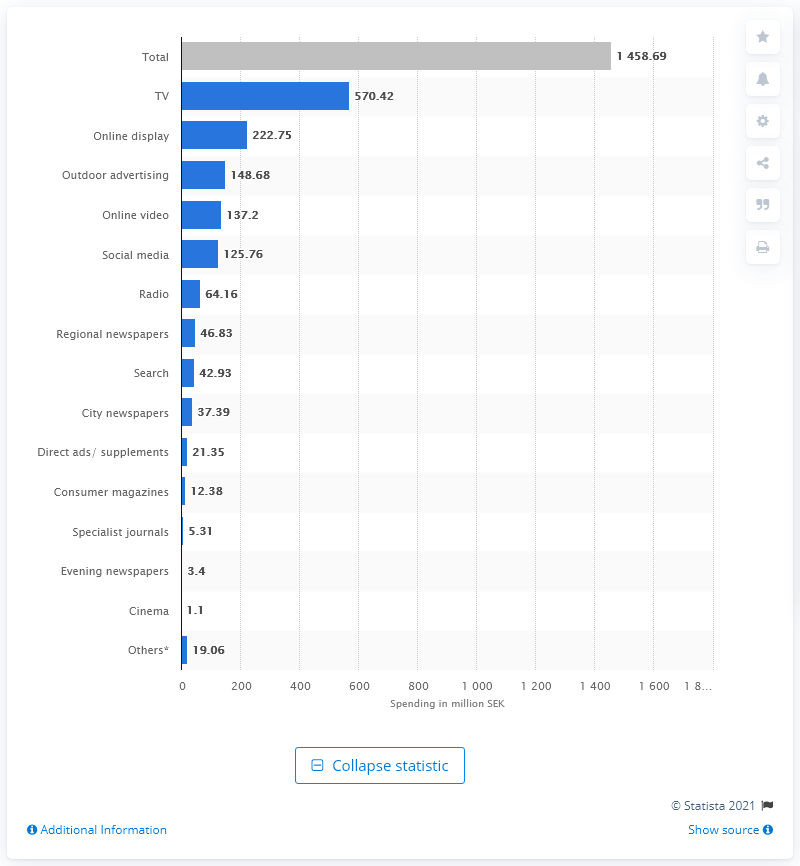 Total 1 458.69
TV 570.42
Online display 222.75
Outdoor advertising 148.68
Online video 137.2
Social media 125.76
Radio 64.16
Regional newspapers 46.83
Search 42.93
City newspapers 37.39
Direct ads/ supplements 21.35
Consumer magazines 12.38
Specialist journals 5.31
Evening newspapers 3.4
Cinema 1.1
Others* 19.06
0 200 400 600 800 1 000 1 200 1 400 1 600 1 8...
Spending in million SEK
Collapse statistic
© Statista 2021
Additional Information Show source